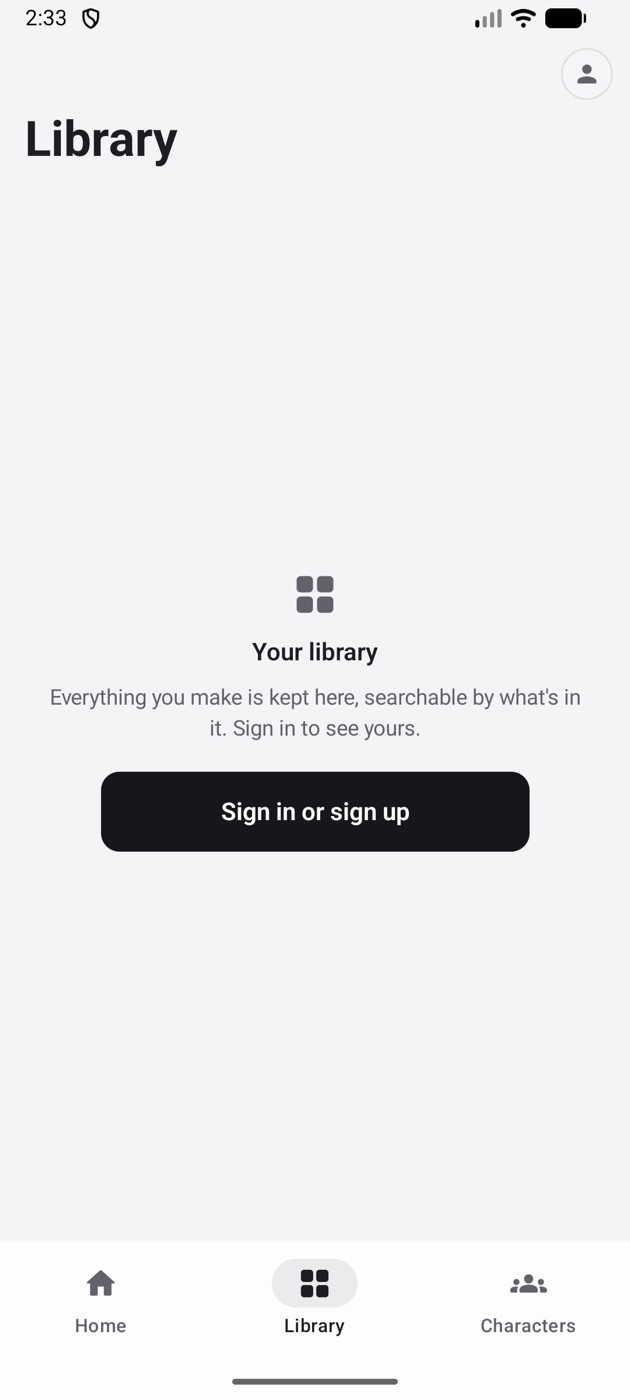 2:33
Library
Your library
Everything you make is kept here, searchable by what's in
it. Sign in to see yours.
Sign in or sign up
Home
Library
Characters